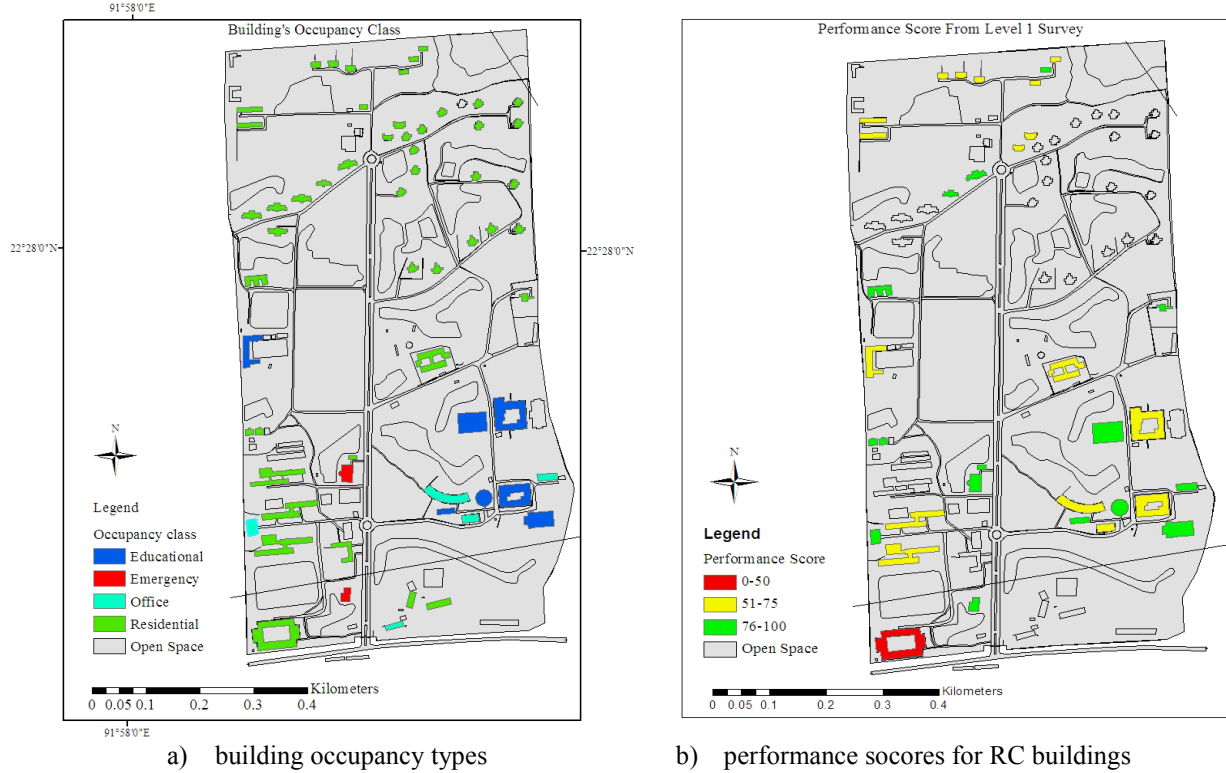 91°58'0"E
Building's Occupancy Class
22°28'0"N
22°28'0"N
N
Legend
Occupancy class
Educational
Emergency
Office
Residential
Open Space
Kilometers
0 0.05 0.1 0.2 0.3 0.4
91°58'0"E
a) building occupancy types
Performance Score From Level 1 Survey
N
Legend
Performance Score
0-50
51-75
76-100
Open Space
Kilometers
0 0.05 0.1 0.2 0.3 0.4
b) performance socores for RC buildings